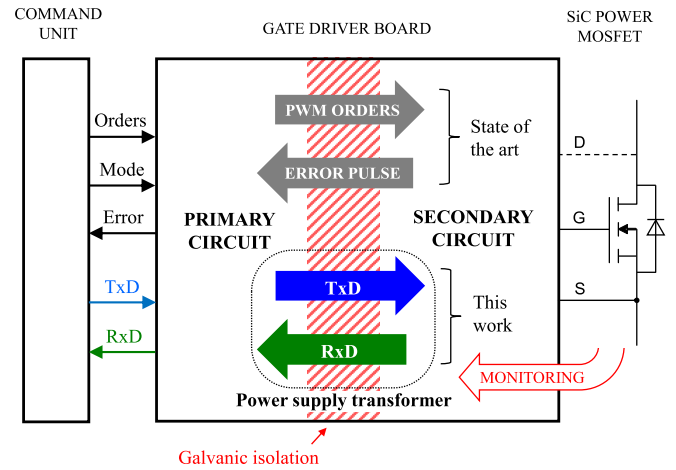 COMMAND
UNIT
GATE DRIVER BOARD
SiC POWER
MOSFET
Orders
Mode
Error
TxD
RxD
PWM ORDERS
ERROR PULSE
State of
the art
PRIMARY
CIRCUIT
SECONDARY
CIRCUIT
TxD
RxD
This
work
Power supply transformer
MONITORING
Galvanic isolation
D
G
S